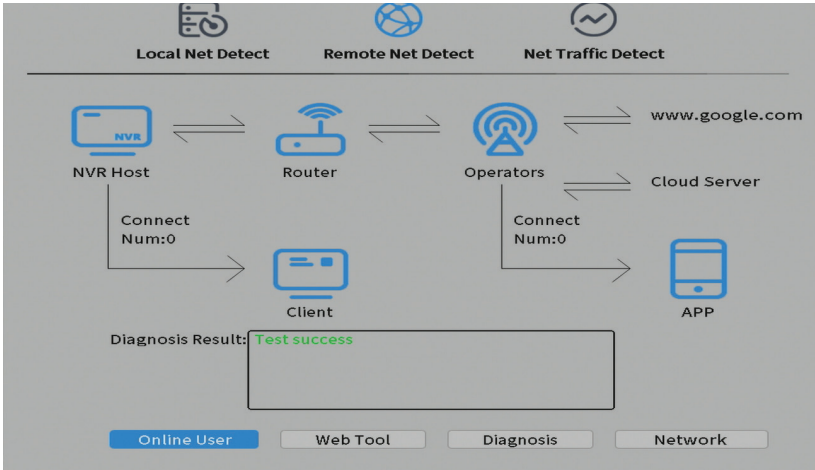 Local Net Detect
Remote Net Detect
Net Traffic Detect
NVR
www.google.com
NVR Host
Router
Operators
Cloud Server
Connect
Num:0
Connect
Num:0
Client
APP
Diagnosis Result: Test success
Online User
Web Tool
Diagnosis
Network